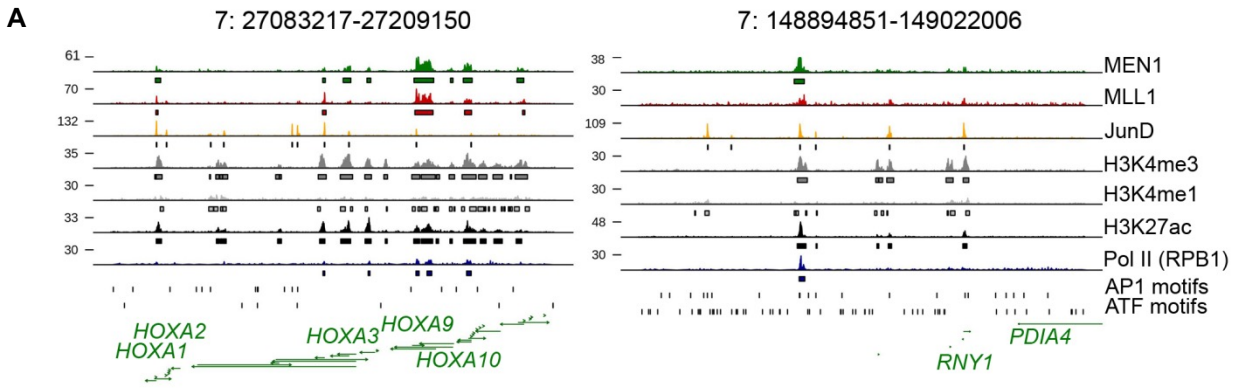 A
7: 27083217-27209150
7: 148894851-149022006
61
70
132
35
30
33
30
38
30
109
30
30
48
30
MEN1
MLL1
JunD
H3K4me3
H3K4me1
H3K27ac
Pol II (RPB1)
AP1 motifs
ATF motifs
HOXA2
HOXA1
HOXA3
HOXA9
HOXA10
RNY1
PDIA4